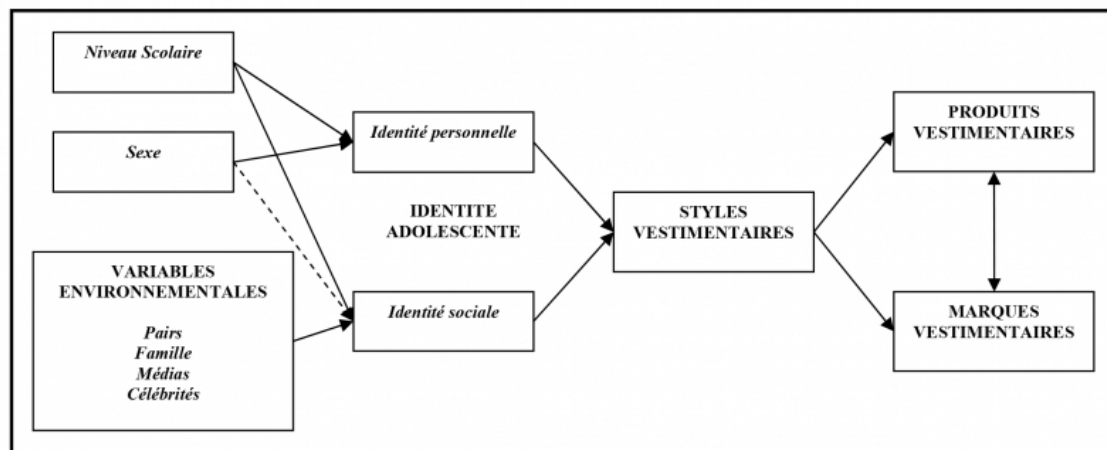 Niveau Scolaire
Sexe
VARIABLES
ENVIRONNEMENTALES
Pairs
Famille
Médias
Célébrités
Identité personnelle
IDENTITE
ADOLESCENTE
Identité sociale
STYLES
VESTIMENTAIRES
PRODUITS
VESTIMENTAIRES
MARQUES
VESTIMENTAIRES